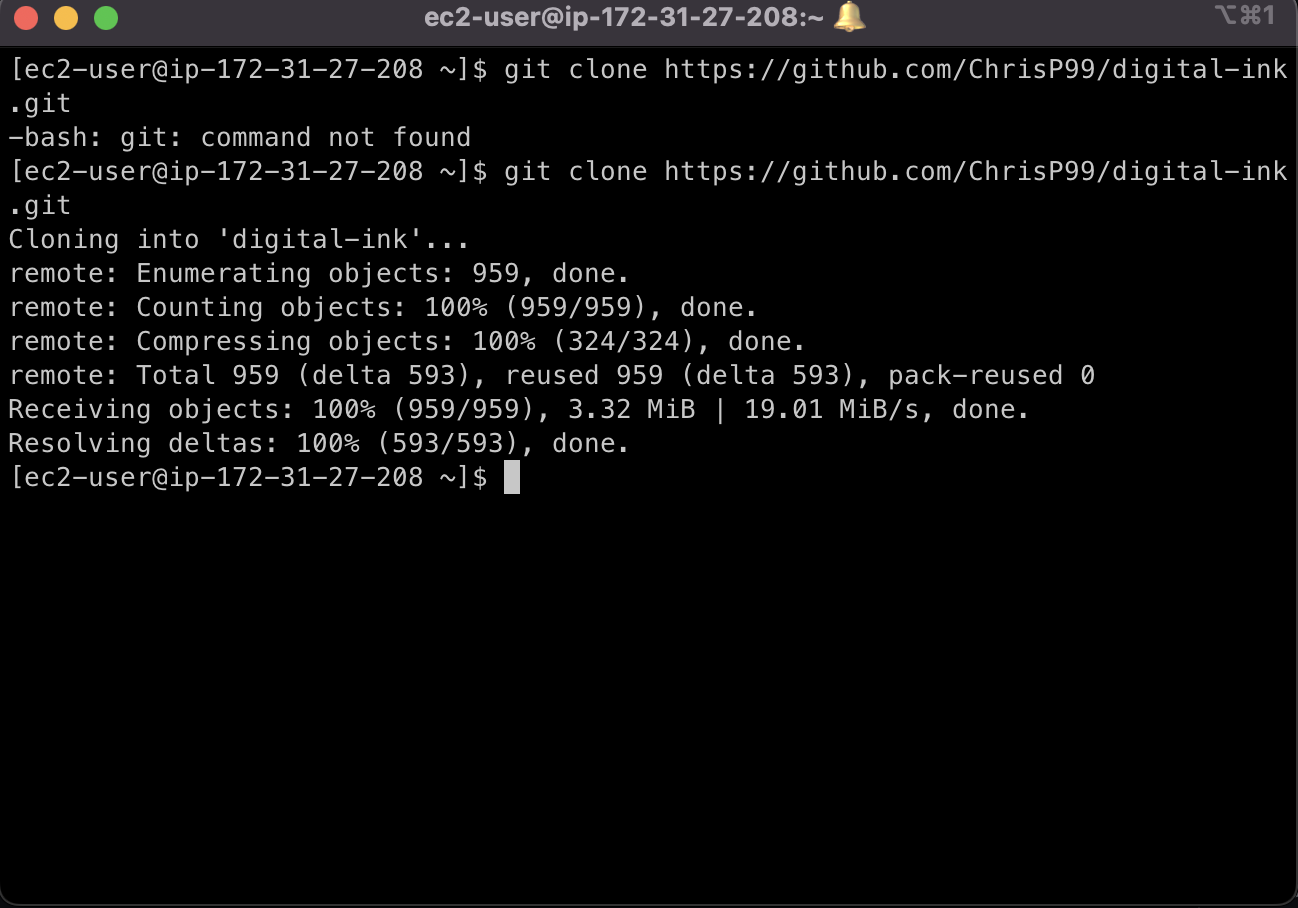 ec2-user@ip-172-31-27-208:~ 🔔 ⌥⌘1
[ec2-user@ip-172-31-27-208 ~]$ git clone https://github.com/ChrisP99/digital-ink
.git
-bash: git: command not found
[ec2-user@ip-172-31-27-208 ~]$ git clone https://github.com/ChrisP99/digital-ink
.git
Cloning into 'digital-ink'...
remote: Enumerating objects: 959, done.
remote: Counting objects: 100% (959/959), done.
remote: Compressing objects: 100% (324/324), done.
remote: Total 959 (delta 593), reused 959 (delta 593), pack-reused 0
Receiving objects: 100% (959/959), 3.32 MiB | 19.01 MiB/s, done.
Resolving deltas: 100% (593/593), done.
[ec2-user@ip-172-31-27-208 ~]$